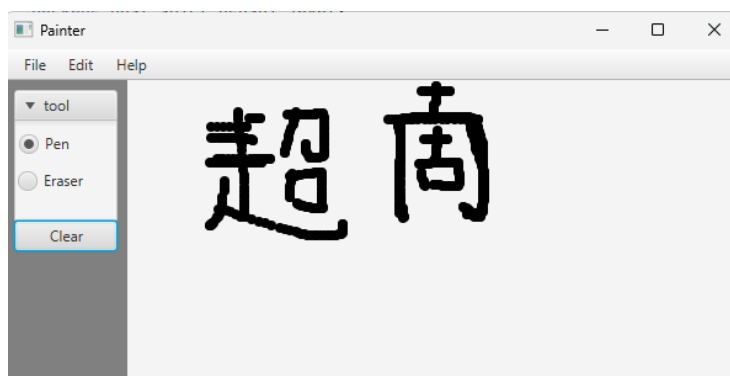 Painter
File Edit Help
tool
Pen
Eraser
Clear
超商